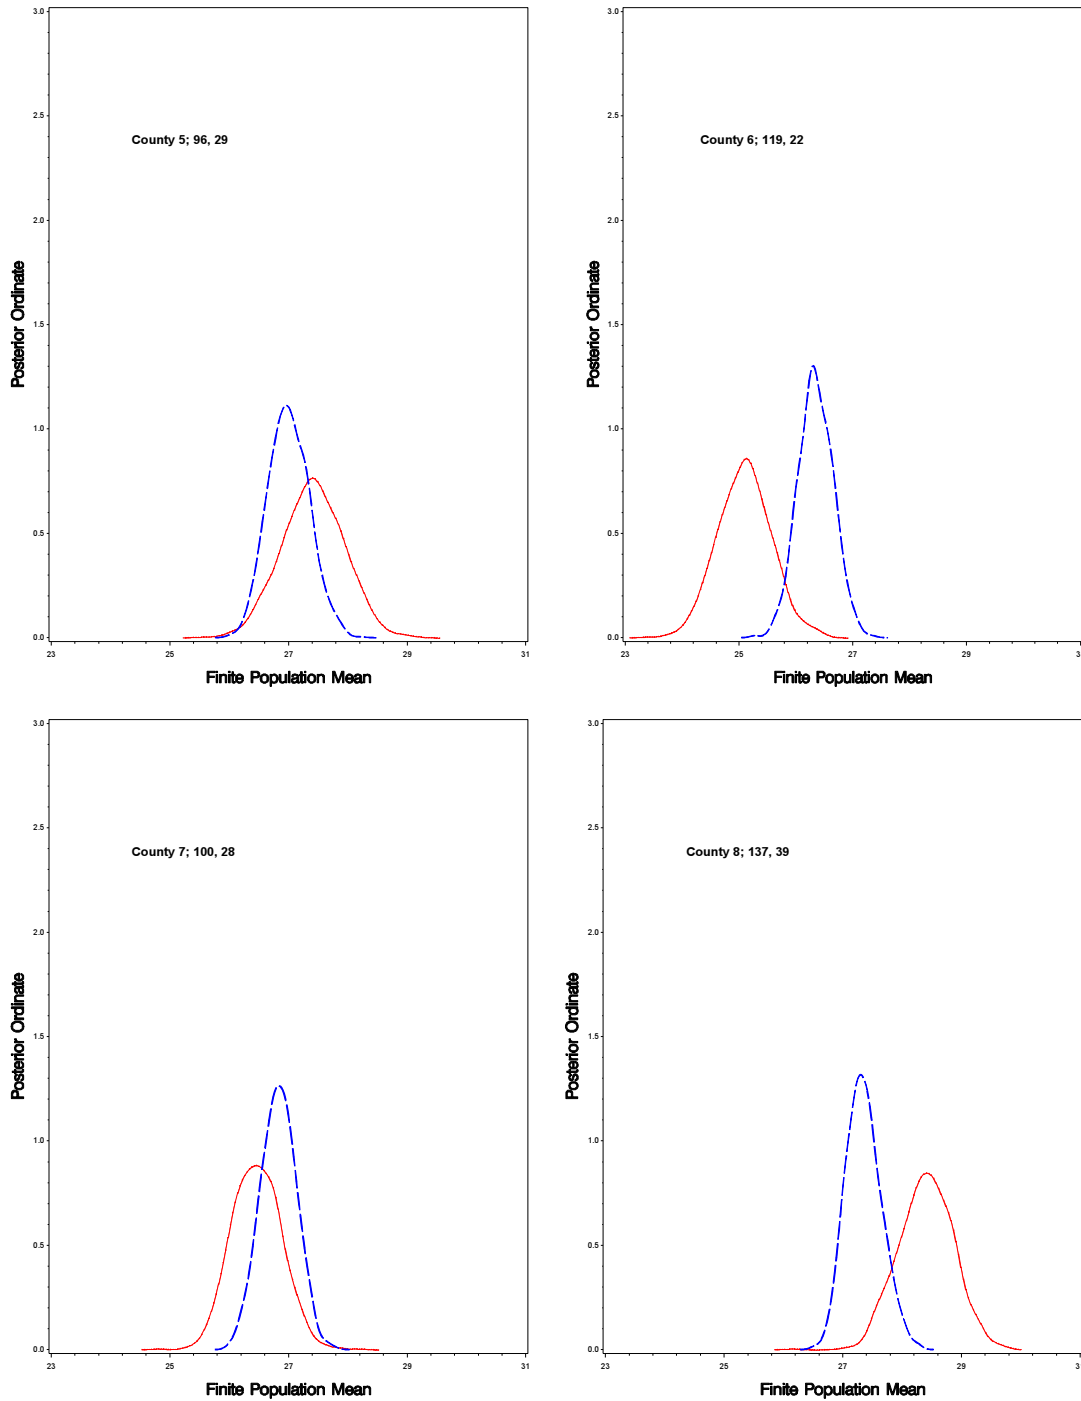 3.0
2.5
County 5; 96, 29
2.0
Posterior Ordinate
1.5
1.0
0.5
0.0
23 25 27 29 31
Finite Population Mean
3.0
2.5
County 6; 119, 22
2.0
Posterior Ordinate
1.5
1.0
0.5
0.0
23 25 27 29 3
Finite Population Mean
3.0
2.5
County 7; 100, 28
2.0
Posterior Ordinate
1.5
1.0
0.5
0.0
23 25 27 29 31
Finite Population Mean
3.0
2.5
County 8; 137, 39
2.0
Posterior Ordinate
1.5
1.0
0.5
0.0
23 25 27 29 3
Finite Population Mean